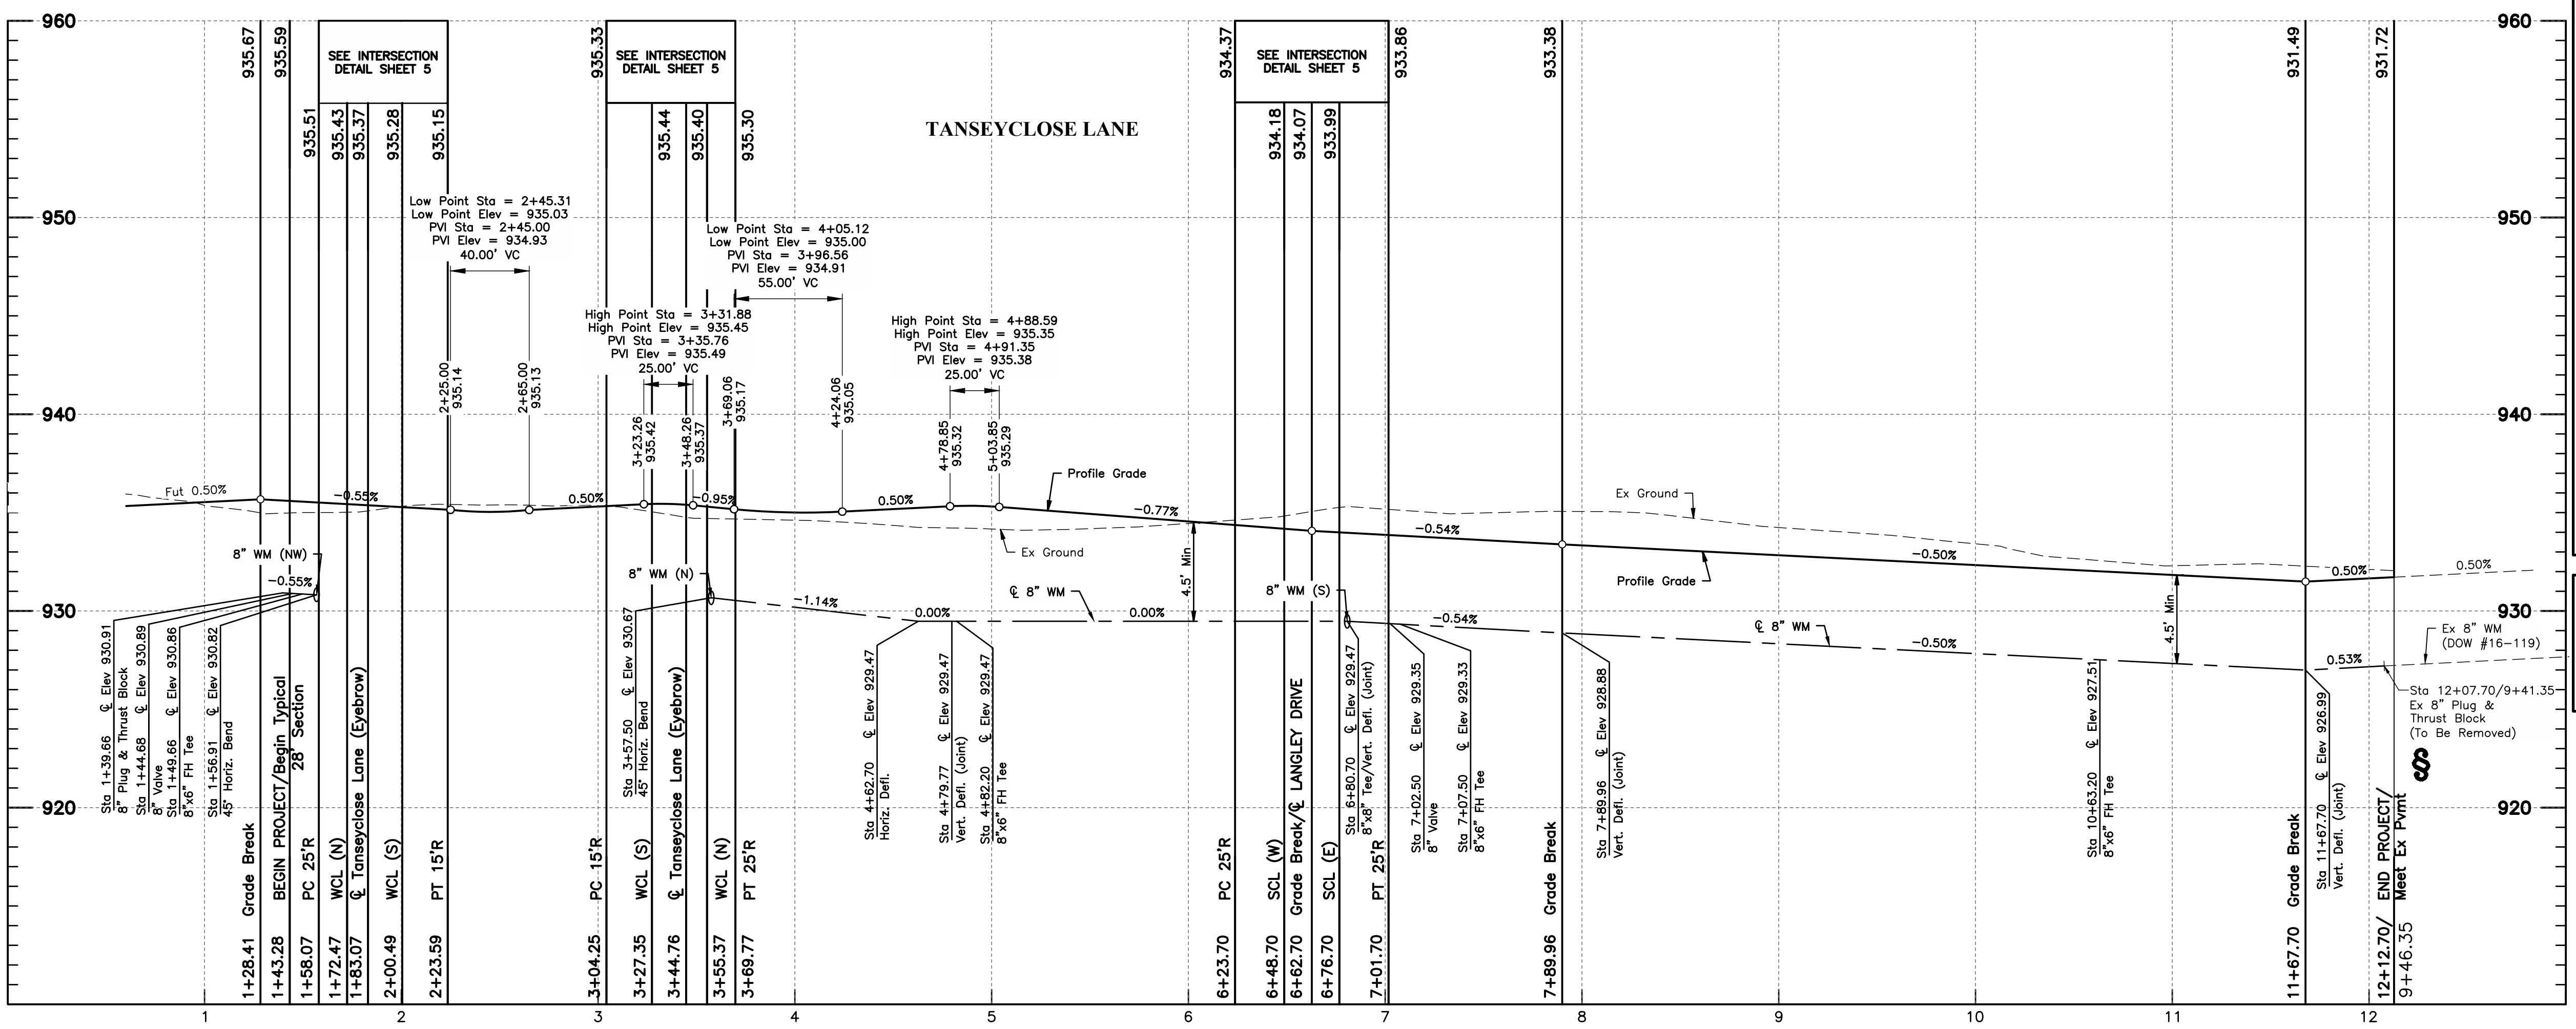 960
950
940
930
920
960
950
940
930
920
TANSEYCLOSE LANE
935.67
935.59
935.51
SEE INTERSECTION
DETAIL SHEET 5
935.43
935.37
935.28
935.15
935.33
SEE INTERSECTION
DETAIL SHEET 5
935.44
935.40
935.30
934.37
SEE INTERSECTION
DETAIL SHEET 5
934.18
934.07
933.99
933.86
933.38
931.49
931.72
Low Point Sta = 2+45.31
Low Point Elev = 935.03
PVI Sta = 2+45.00
PVI Elev = 934.93
40.00' VC
2+25.00
935.14
2+65.00
935.13
High Point Sta = 3+31.88
High Point Elev = 935.45
PVI Sta = 3+35.76
PVI Elev = 935.49
25.00' VC
3+23.26
935.42
3+48.26
935.37
Low Point Sta = 4+05.12
Low Point Elev = 935.00
PVI Sta = 3+96.56
PVI Elev = 934.91
55.00' VC
3+69.06
935.17
4+24.06
935.05
High Point Sta = 4+88.59
High Point Elev = 935.35
PVI Sta = 4+91.35
PVI Elev = 935.38
25.00' VC
4+78.85
935.32
5+03.85
935.29
Fut 0.50%
-0.55%
0.50%
-0.95%
0.50%
Profile Grade
-0.77%
-0.54%
Ex Ground
-0.50%
0.50%
0.50%
Ex Ground
Profile Grade
8" WM (NW)
-0.55%
8" WM (N)
-1.14%
0.00%
℄ 8" WM
0.00%
4.5' Min
8" WM (S)
-0.54%
℄ 8" WM
-0.50%
4.5' Min
0.53%
Ex 8" WM
(DOW #16-119)
Sta 12+07.70/9+41.35
Ex 8" Plug &
Thrust Block
(To Be Removed)
§
Sta 1+39.66 ℄ Elev 930.91
8" Plug & Thrust Block
Sta 1+44.68 ℄ Elev 930.89
8" Valve
Sta 1+49.66 ℄ Elev 930.86
8"x6" FH Tee
Sta 1+56.91 ℄ Elev 930.82
45° Horiz. Bend
Sta 3+57.50 ℄ Elev 930.67
45° Horiz. Bend
Sta 4+62.70 ℄ Elev 929.47
Horiz. Defl.
Sta 4+79.77 ℄ Elev 929.47
Vert. Defl. (Joint)
Sta 4+82.20 ℄ Elev 929.47
8"x6" FH Tee
Sta 6+80.70 ℄ Elev 929.47
8"x8" Tee/Vert. Defl. (Joint)
Sta 7+02.50 ℄ Elev 929.35
8" Valve
Sta 7+07.50 ℄ Elev 929.33
8"x6" FH Tee
Sta 7+89.96 ℄ Elev 928.88
Vert. Defl. (Joint)
Sta 10+63.20 ℄ Elev 927.51
8"x6" FH Tee
Sta 11+67.70 ℄ Elev 926.99
Vert. Defl. (Joint)
1+28.41 Grade Break
1+43.28 BEGIN PROJECT/Begin Typical
28' Section
1+58.07 PC 25'R
1+72.47 WCL (N)
1+83.07 ℄ Tanseyclose Lane (Eyebrow)
2+00.49 WCL (S)
2+23.59 PT 15'R
3+04.25 PC 15'R
3+27.35 WCL (S)
3+44.76 ℄ Tanseyclose Lane (Eyebrow)
3+55.37 WCL (N)
3+69.77 PT 25'R
6+23.70 PC 25'R
6+48.70 SCL (W)
6+62.70 Grade Break/℄ LANGLEY DRIVE
6+76.70 SCL (E)
7+01.70 PT 25'R
7+89.96 Grade Break
11+67.70 Grade Break
12+12.70/ END PROJECT/
9+46.35 Meet Ex Pvmt
1
2
3
4
5
6
7
8
9
10
11
12